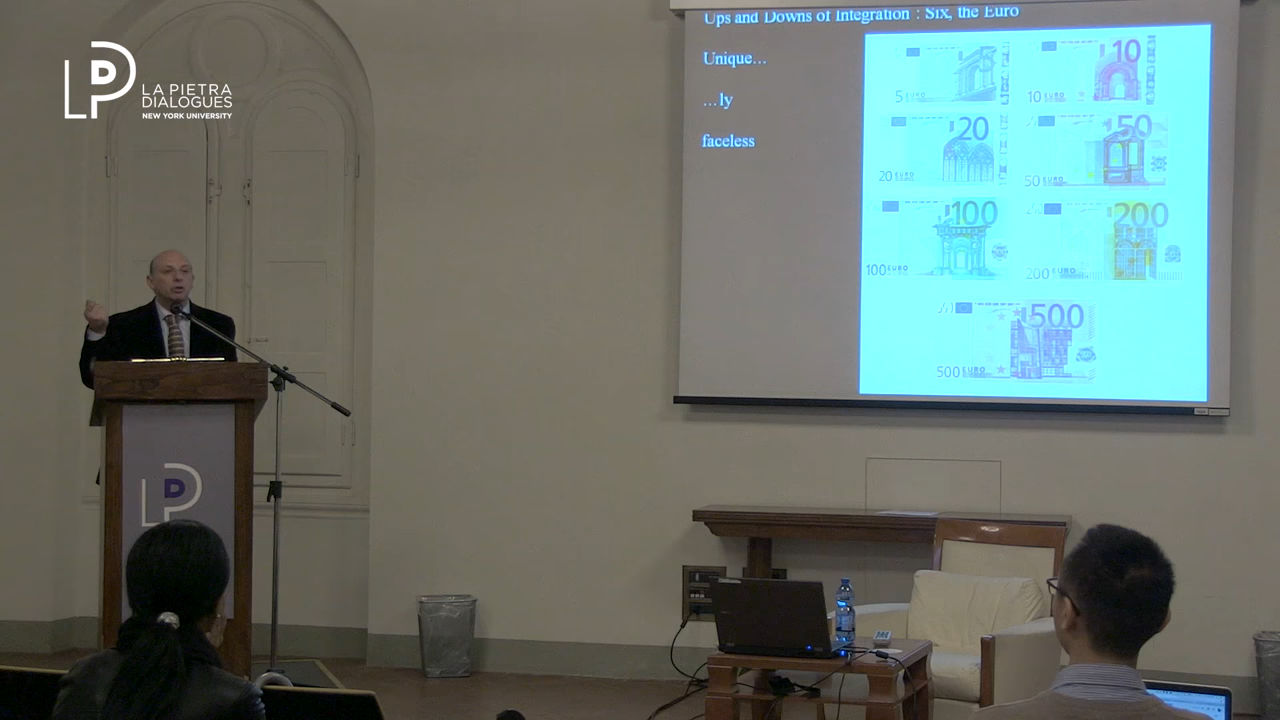 LA PIETRA
DIALOGUES
NEW YORK UNIVERSITY
Ups and Downs of Integration : Six, the Euro
Unique…
…ly
faceless
5 EURO
10
10 EURO
20
20 EURO
50
50 EURO
100
100 EURO
200
200 EURO
500
500 EURO